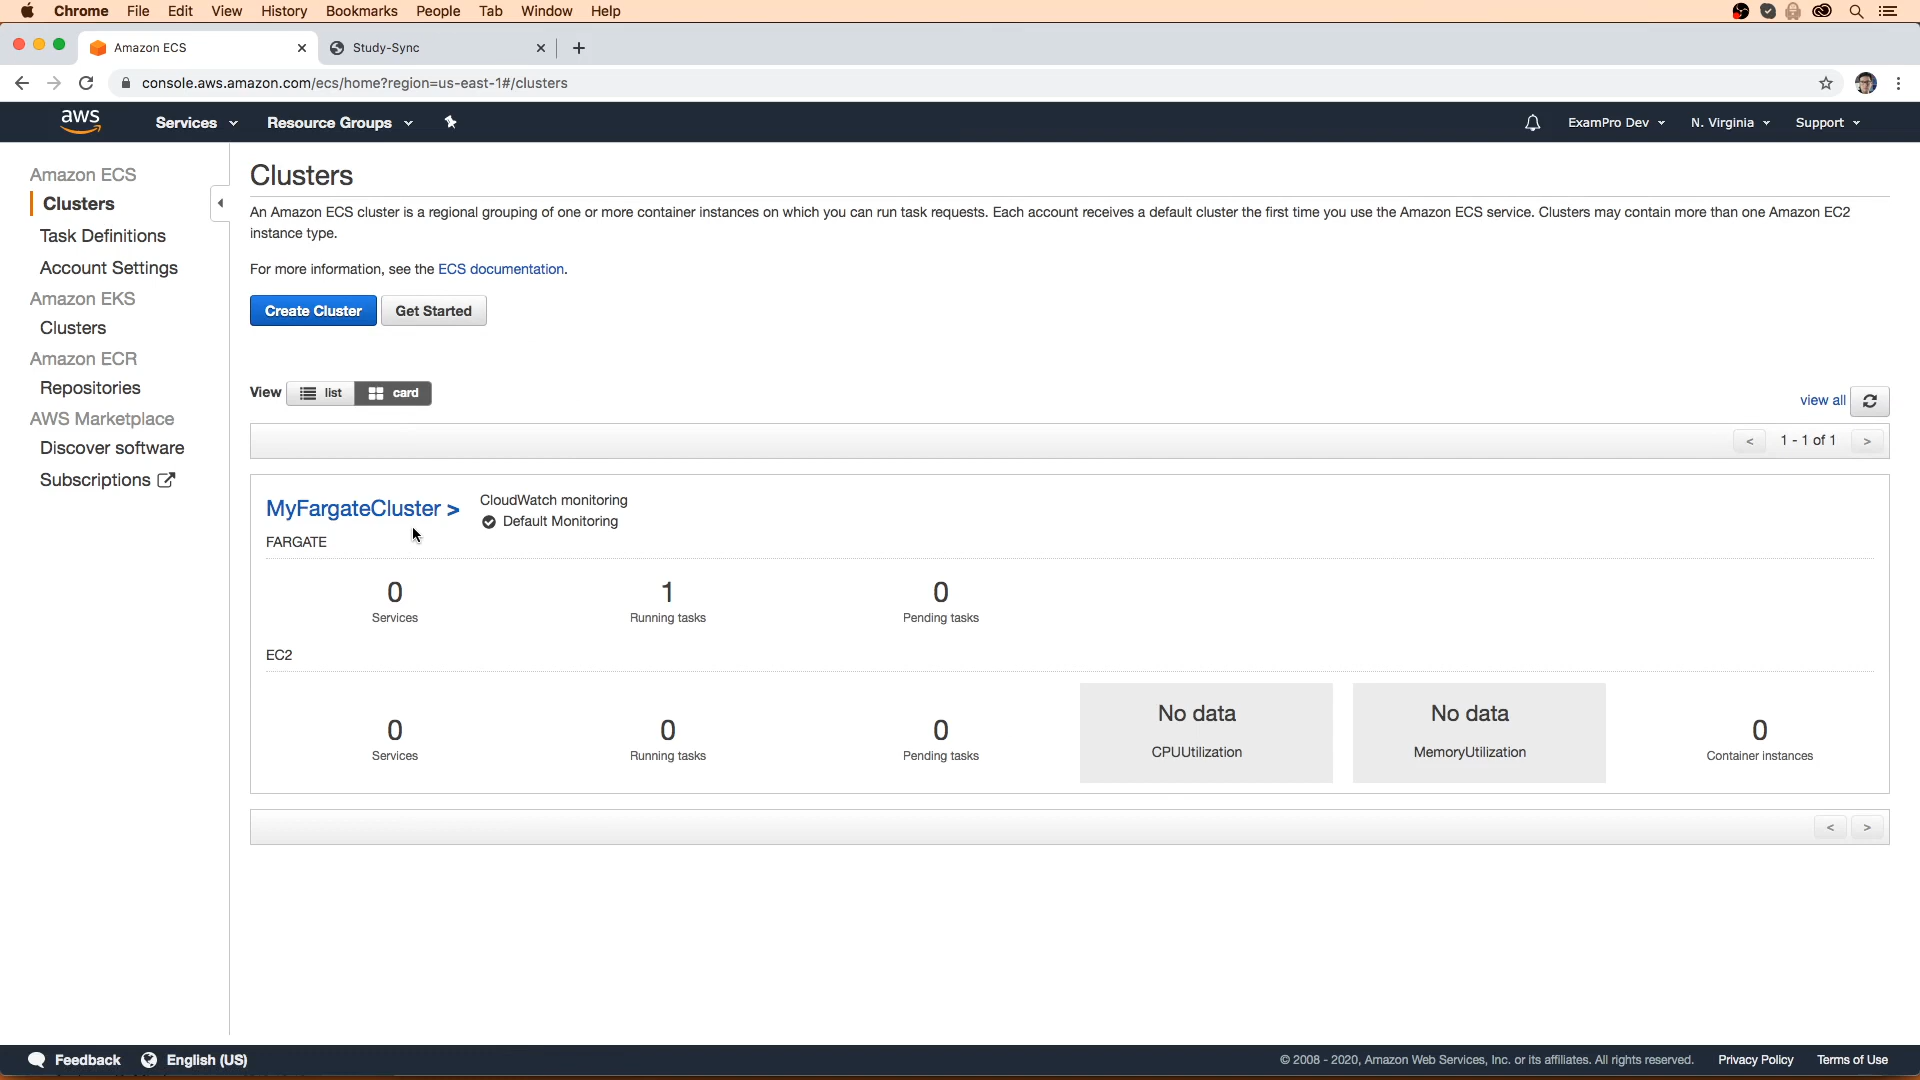 Chrome File Edit View History Bookmarks People Tab Window Help
Amazon ECS
Study-Sync
console.aws.amazon.com/ecs/home?region=us-east-1#/clusters
aws Services Resource Groups ExamPro Dev N. Virginia Support
Amazon ECS
Clusters
Task Definitions
Account Settings
Amazon EKS
Clusters
Amazon ECR
Repositories
AWS Marketplace
Discover software
Subscriptions
Clusters
An Amazon ECS cluster is a regional grouping of one or more container instances on which you can run task requests. Each account receives a default cluster the first time you use the Amazon ECS service. Clusters may contain more than one Amazon EC2
instance type.
For more information, see the ECS documentation.
Create Cluster Get Started
View list card
view all
< 1 - 1 of 1 >
MyFargateCluster >
CloudWatch monitoring
Default Monitoring
FARGATE
0 1 0
Services Running tasks Pending tasks
EC2
0 0 0 No data No data 0
Services Running tasks Pending tasks CPUUtilization MemoryUtilization Container instances
< >
Feedback English (US) © 2008 - 2020, Amazon Web Services, Inc. or its affiliates. All rights reserved. Privacy Policy Terms of Use